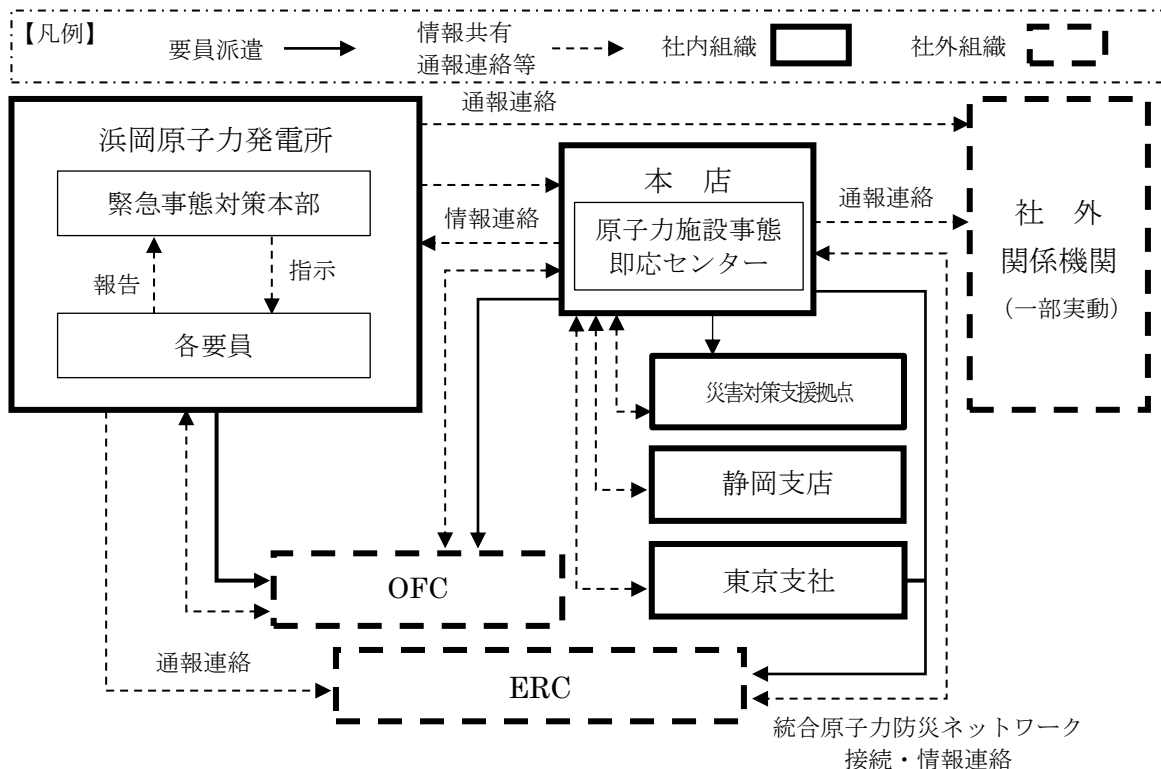 【凡例】
要員派遣
情報共有
通報連絡等
社内組織
社外組織
通報連絡
浜岡原子力発電所
緊急事態対策本部
報告
指示
各要員
情報連絡
本 店
原子力施設事態
即応センター
通報連絡
社 外
関係機関
(一部実動)
災害対策支援拠点
静岡支店
東京支社
OFC
通報連絡
ERC
統合原子力防災ネットワーク
接続・情報連絡